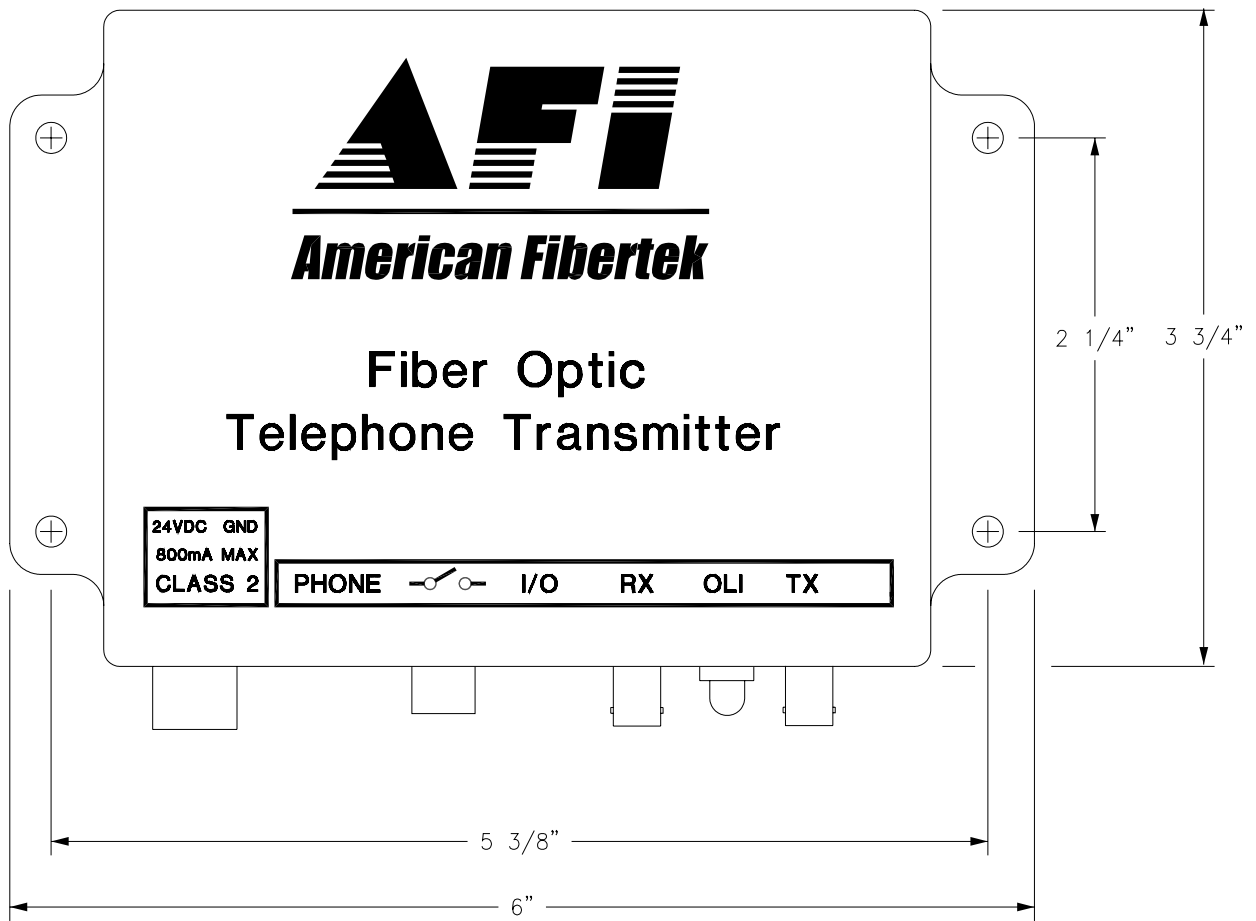 AFI
American Fibertek
Fiber Optic
Telephone Transmitter
24VDC GND
800mA MAX
CLASS 2
PHONE I/O RX OLI TX
2 1/4”
3 3/4”
5 3/8”
6”